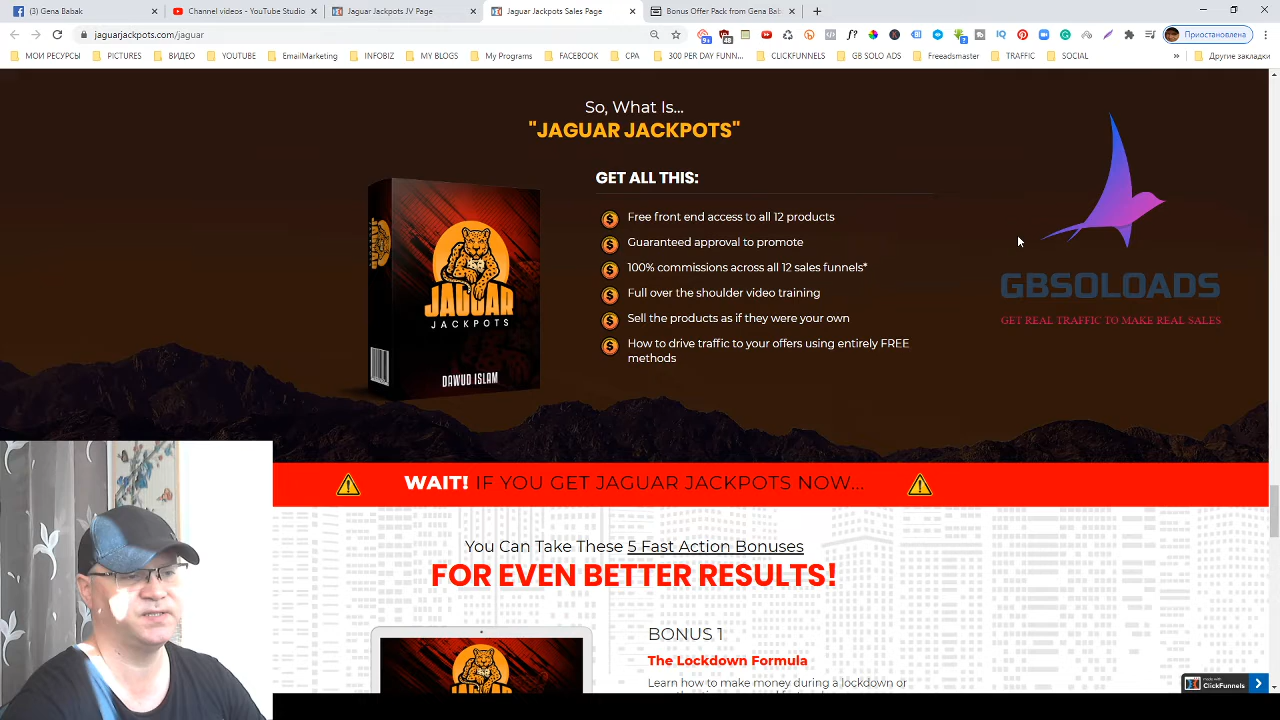 (3) Gena Babak
Channel videos - YouTube Studio
Jaguar Jackpots JV Page
Jaguar Jackpots Sales Page
Bonus Offer Pack from Gena Bab
jaguarjackpots.com/jaguar
Приостановлена
МОИ РЕСУРСЫ
PICTURES
ВИДЕО
YOUTUBE
EmailMarketing
INFOBIZ
MY BLOGS
My Programs
FACEBOOK
CPA
300 PER DAY FUNN...
CLICKFUNNELS
GB SOLO ADS
Freeadsmaster
TRAFFIC
SOCIAL
Другие закладки
So, What Is...
"JAGUAR JACKPOTS"
GET ALL THIS:
Free front end access to all 12 products
Guaranteed approval to promote
100% commissions across all 12 sales funnels*
Full over the shoulder video training
Sell the products as if they were your own
How to drive traffic to your offers using entirely FREE
methods
JAGUAR
JACKPOTS
DAWUD ISLAM
GBSOLOADS
GET REAL TRAFFIC TO MAKE REAL SALES
WAIT! IF YOU GET JAGUAR JACKPOTS NOW...
You Can Take These 5 Fast Action Bonuses
FOR EVEN BETTER RESULTS!
BONUS 1
The Lockdown Formula
Learn how to make money during a lockdown or
made with
ClickFunnels